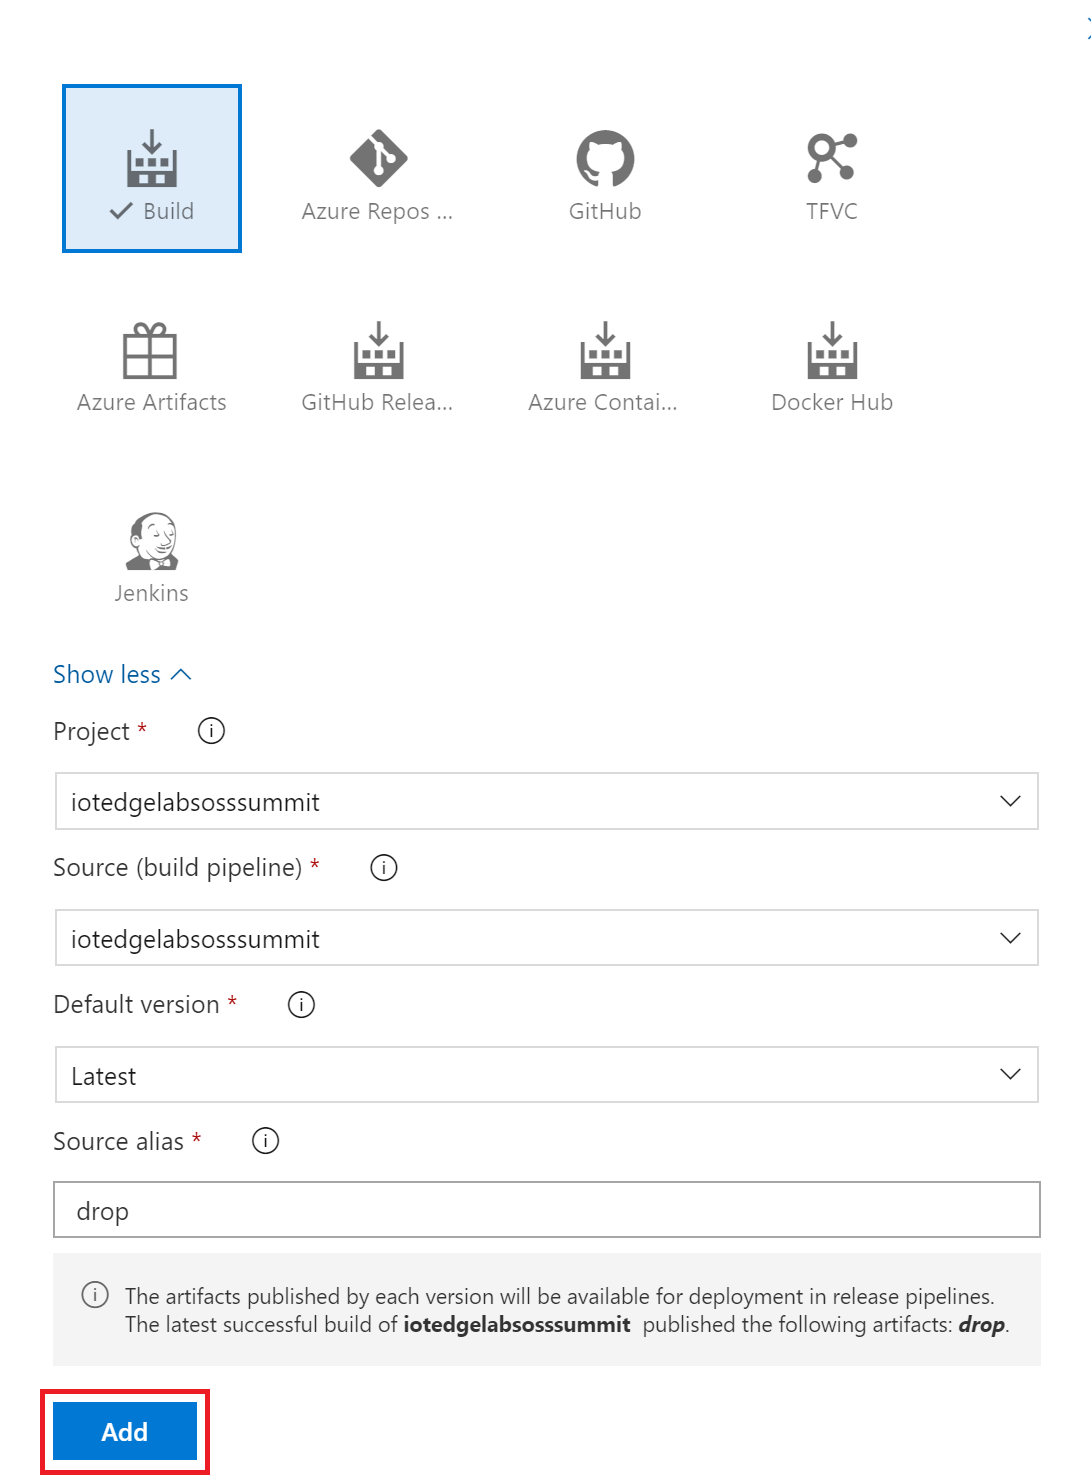 Build
Azure Repos ...
GitHub
TFVC
Azure Artifacts
GitHub Relea...
Azure Contai...
Docker Hub
Jenkins
Show less
Project *
iotedgelabsosssummit
Source (build pipeline) *
iotedgelabsosssummit
Default version *
Latest
Source alias *
drop
The artifacts published by each version will be available for deployment in release pipelines.
The latest successful build of iotedgelabsosssummit published the following artifacts: drop.
Add